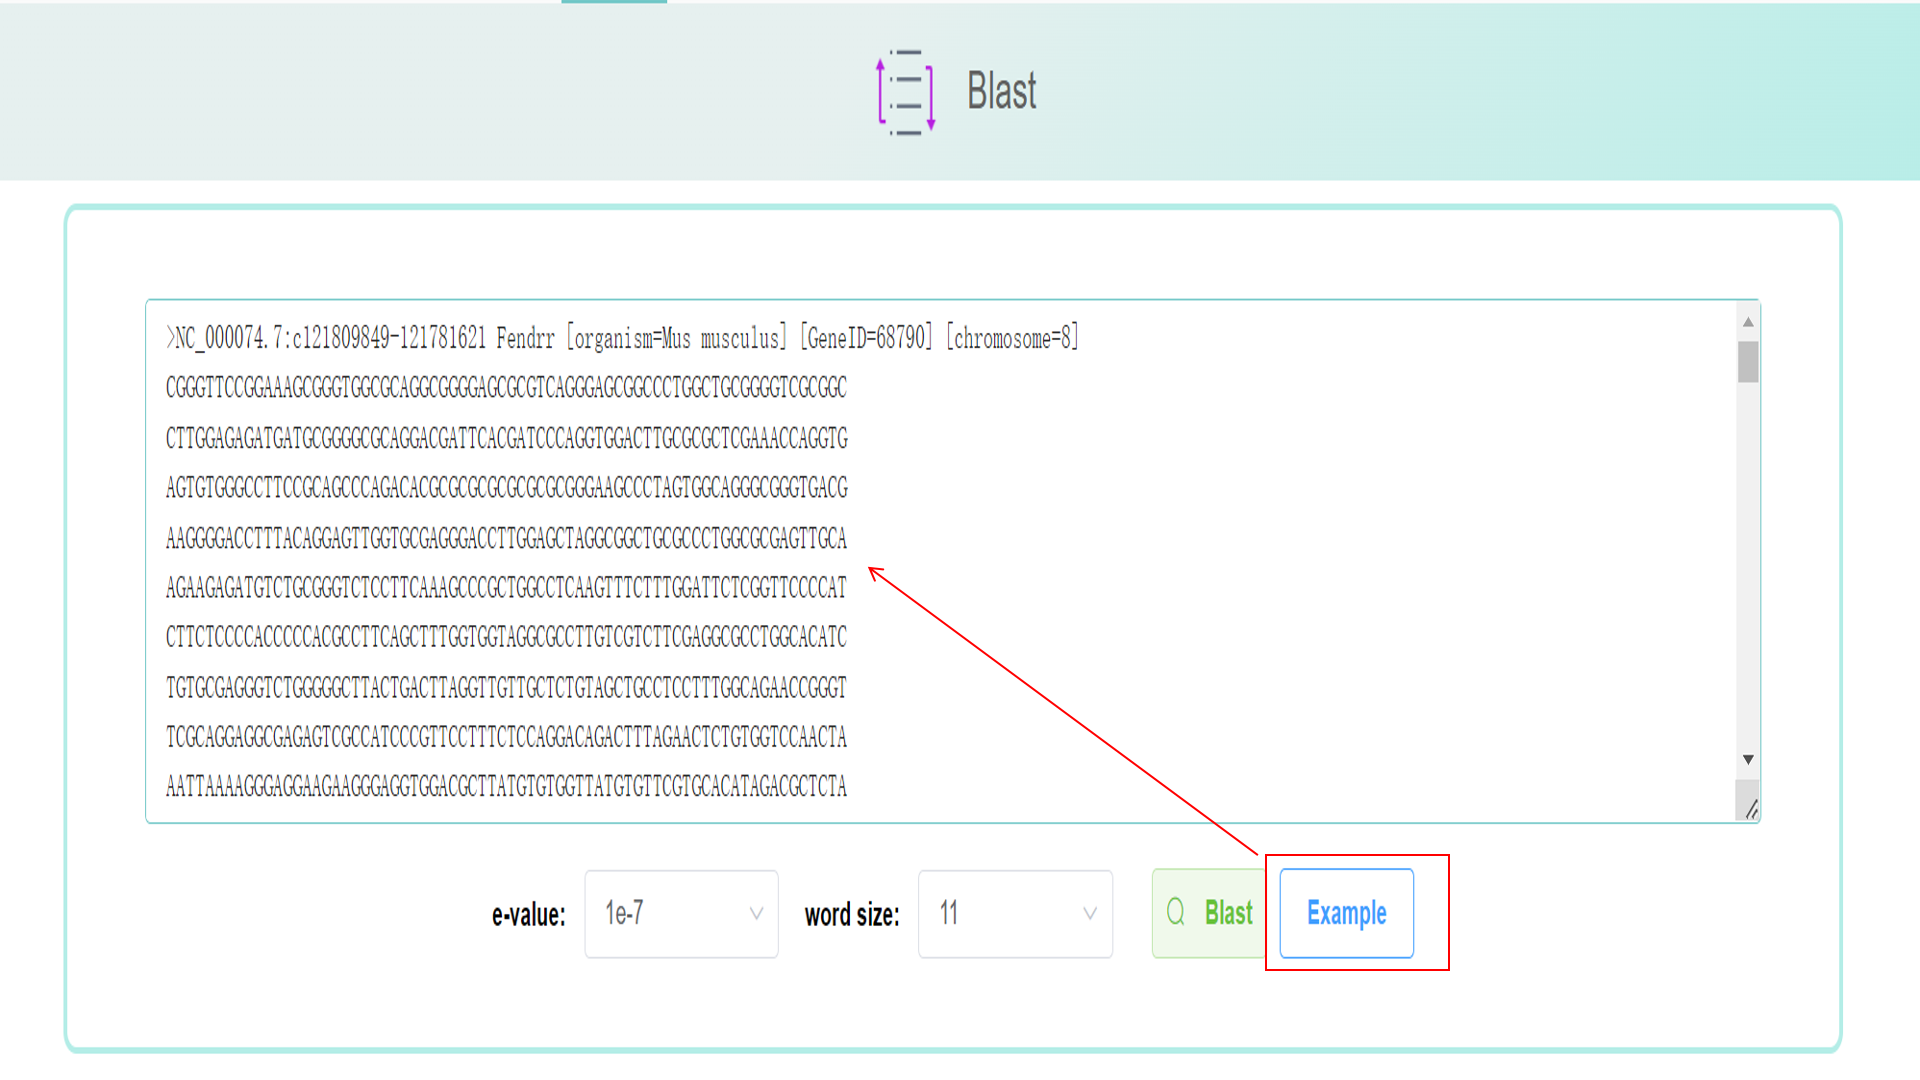 Blast
>NC_000074.7:c121809849-121781621 Fendrr [organism=Mus musculus] [GeneID=68790] [chromosome=8]
CGGGTTCCGGAAAGCGGGTGGCGCAGGCGGGGAGCGCGTCAGGGAGCGGCCCTGGCTGCGGGGTCGCGGC
CTTGGAGAGATGATGCGGGGCGCAGGACGATTCACGATCCCAGGTGGACTTGCGCGCTCGAAACCAGGTG
AGTGTGGGCCTTCCGCAGCCCAGACACGCGCGCGCGCGCGCGGGAAGCCCTAGTGGCAGGGCGGGTGACG
AAGGGGACCTTTACAGGAGTTGGTGCGAGGGACCTTGGAGCTAGGCGGCTGCGCCCTGGCGCGAGTTGCA
AGAAGAGATGTCTGCGGGTCTCCTTCAAAGCCCGCTGGCCTCAAGTTTCTTTGGATTCTCGGTTCCCCAT
CTTCTCCCCACCCCCACGCCTTCAGCTTTGGTGGTAGGCGCCTTGTCGTCTTCGAGGCGCCTGGCACATC
TGTGCGAGGGTCTGGGGGCTTACTGACTTAGGTTGTTGCTCTGTAGCTGCCTCCTTTGGCAGAACCGGGT
TCGCAGGAGGCGAGAGTCGCCATCCCGTTCCTTTCTCCAGGACAGACTTTAGAACTCTGTGGTCCAACTA
AATTAAAAGGGAGGAAGAAGGGAGGTGGACGCTTATGTGTGGTTATGTGTTCGTGCACATAGACGCTCTA
e-value: 1e-7 word size: 11 Blast Example